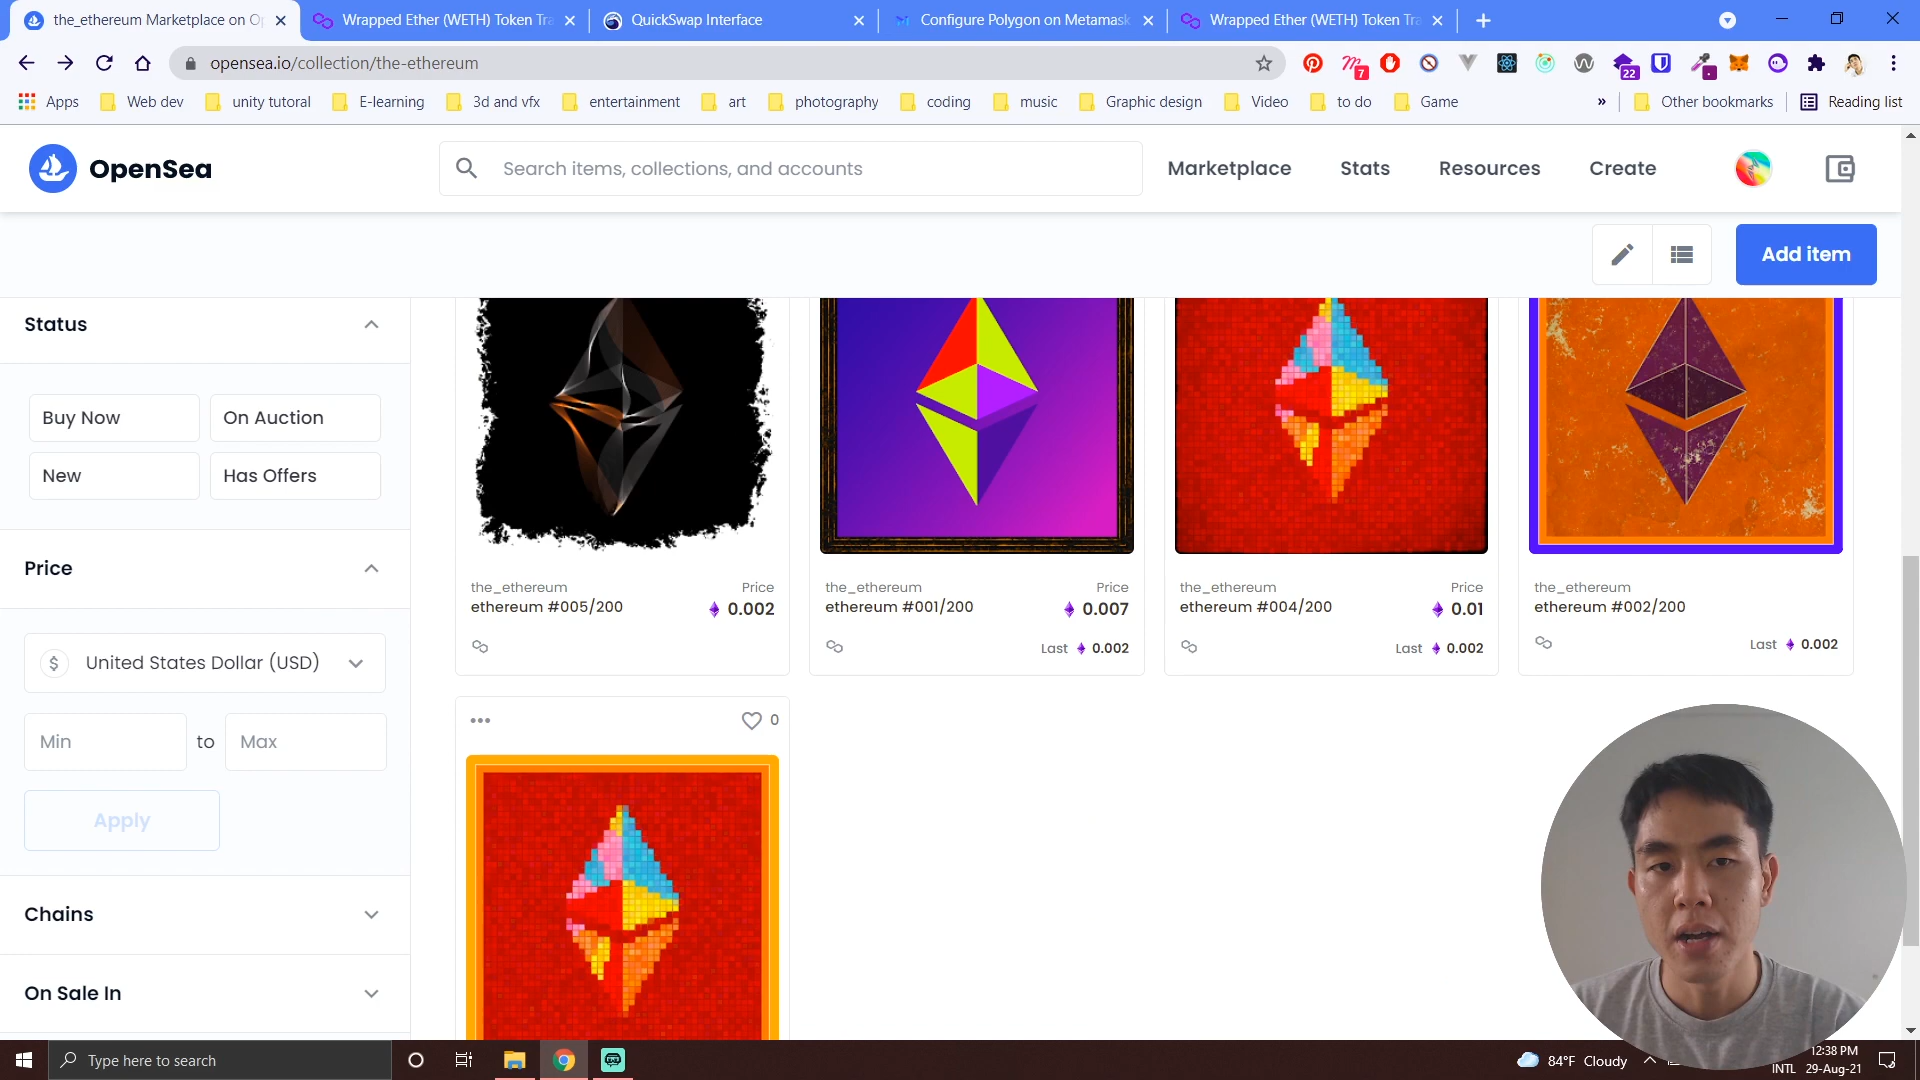 the_ethereum Marketplace on Op
Wrapped Ether (WETH) Token Tra
QuickSwap Interface
Configure Polygon on Metamask
Wrapped Ether (WETH) Token Tra
opensea.io/collection/the-ethereum
7
22
Apps
Web dev
unity tutoral
E-learning
3d and vfx
entertainment
art
photography
coding
music
Graphic design
Video
to do
Game
»
Other bookmarks
Reading list
OpenSea
Search items, collections, and accounts
Marketplace
Stats
Resources
Create
Add item
Status
Buy Now
On Auction
New
Has Offers
Price
$ United States Dollar (USD)
Min
to
Max
Apply
Chains
On Sale In
the_ethereum
Price
ethereum #005/200
0.002
the_ethereum
Price
ethereum #001/200
0.007
Last 0.002
the_ethereum
Price
ethereum #004/200
0.01
Last 0.002
the_ethereum
ethereum #002/200
Last 0.002
0
Type here to search
84°F Cloudy
12:38 PM
INTL 29-Aug-21